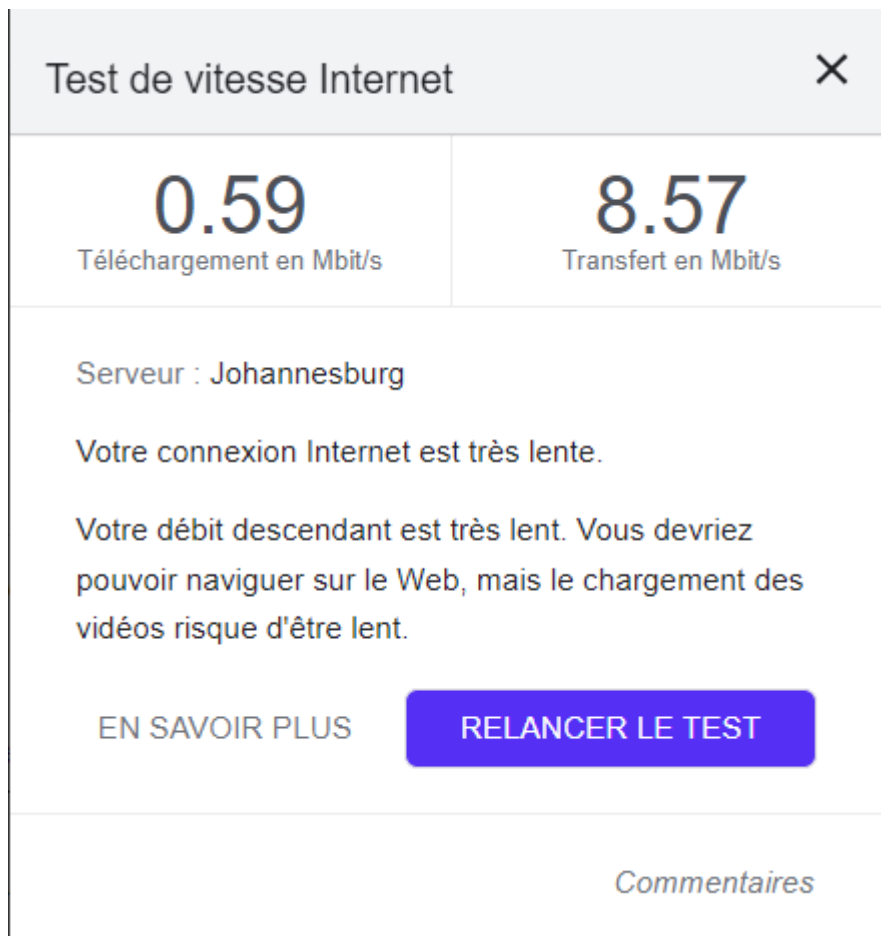 Test de vitesse Internet
0.59
Téléchargement en Mbit/s
8.57
Transfert en Mbit/s
Serveur : Johannesburg
Votre connexion Internet est très lente.
Votre débit descendant est très lent. Vous devriez
pouvoir naviguer sur le Web, mais le chargement des
vidéos risque d'être lent.
EN SAVOIR PLUS
RELANCER LE TEST
Commentaires